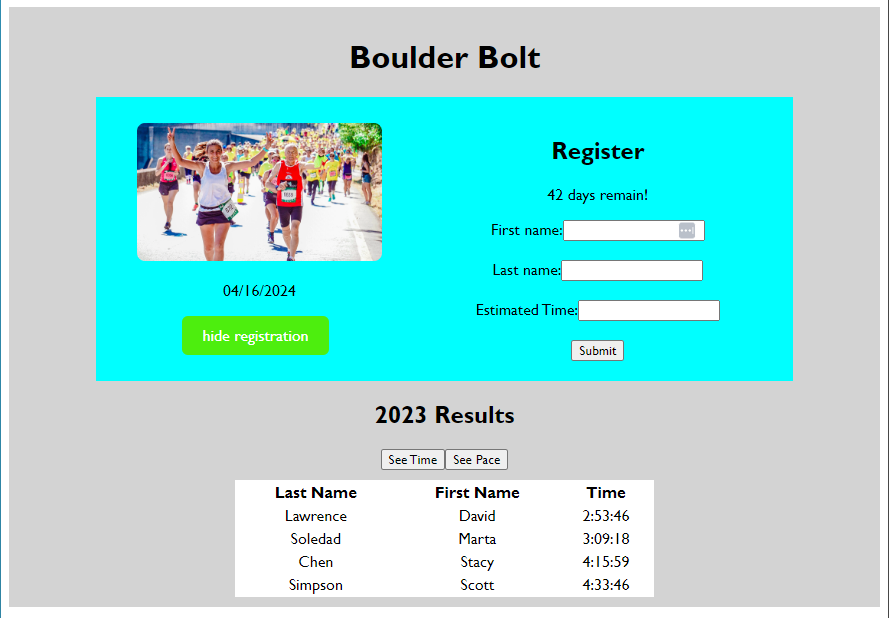 Boulder Bolt
04/16/2024
hide registration
Register
42 days remain!
First name:
Last name:
Estimated Time:
Submit
2023 Results
See Time See Pace
Last Name First Name Time
Lawrence David 2:53:46
Soledad Marta 3:09:18
Chen Stacy 4:15:59
Simpson Scott 4:33:46